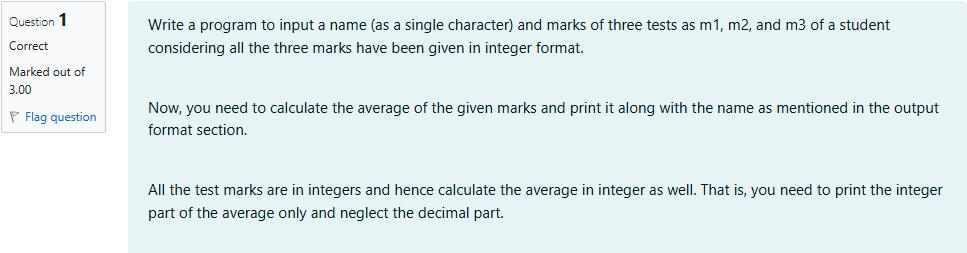 Question 1
Correct
Marked out of
3.00
Flag question
Write a program to input a name (as a single character) and marks of three tests as m1, m2, and m3 of a student
considering all the three marks have been given in integer format.
Now, you need to calculate the average of the given marks and print it along with the name as mentioned in the output
format section.
All the test marks are in integers and hence calculate the average in integer as well. That is, you need to print the integer
part of the average only and neglect the decimal part.